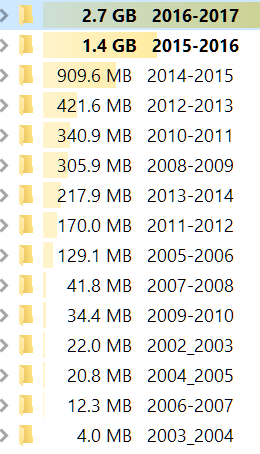 2.7 GB 2016-2017
1.4 GB 2015-2016
909.6 MB 2014-2015
421.6 MB 2012-2013
340.9 MB 2010-2011
305.9 MB 2008-2009
217.9 MB 2013-2014
170.0 MB 2011-2012
129.1 MB 2005-2006
41.8 MB 2007-2008
34.4 MB 2009-2010
22.0 MB 2002_2003
20.8 MB 2004_2005
12.3 MB 2006-2007
4.0 MB 2003_2004